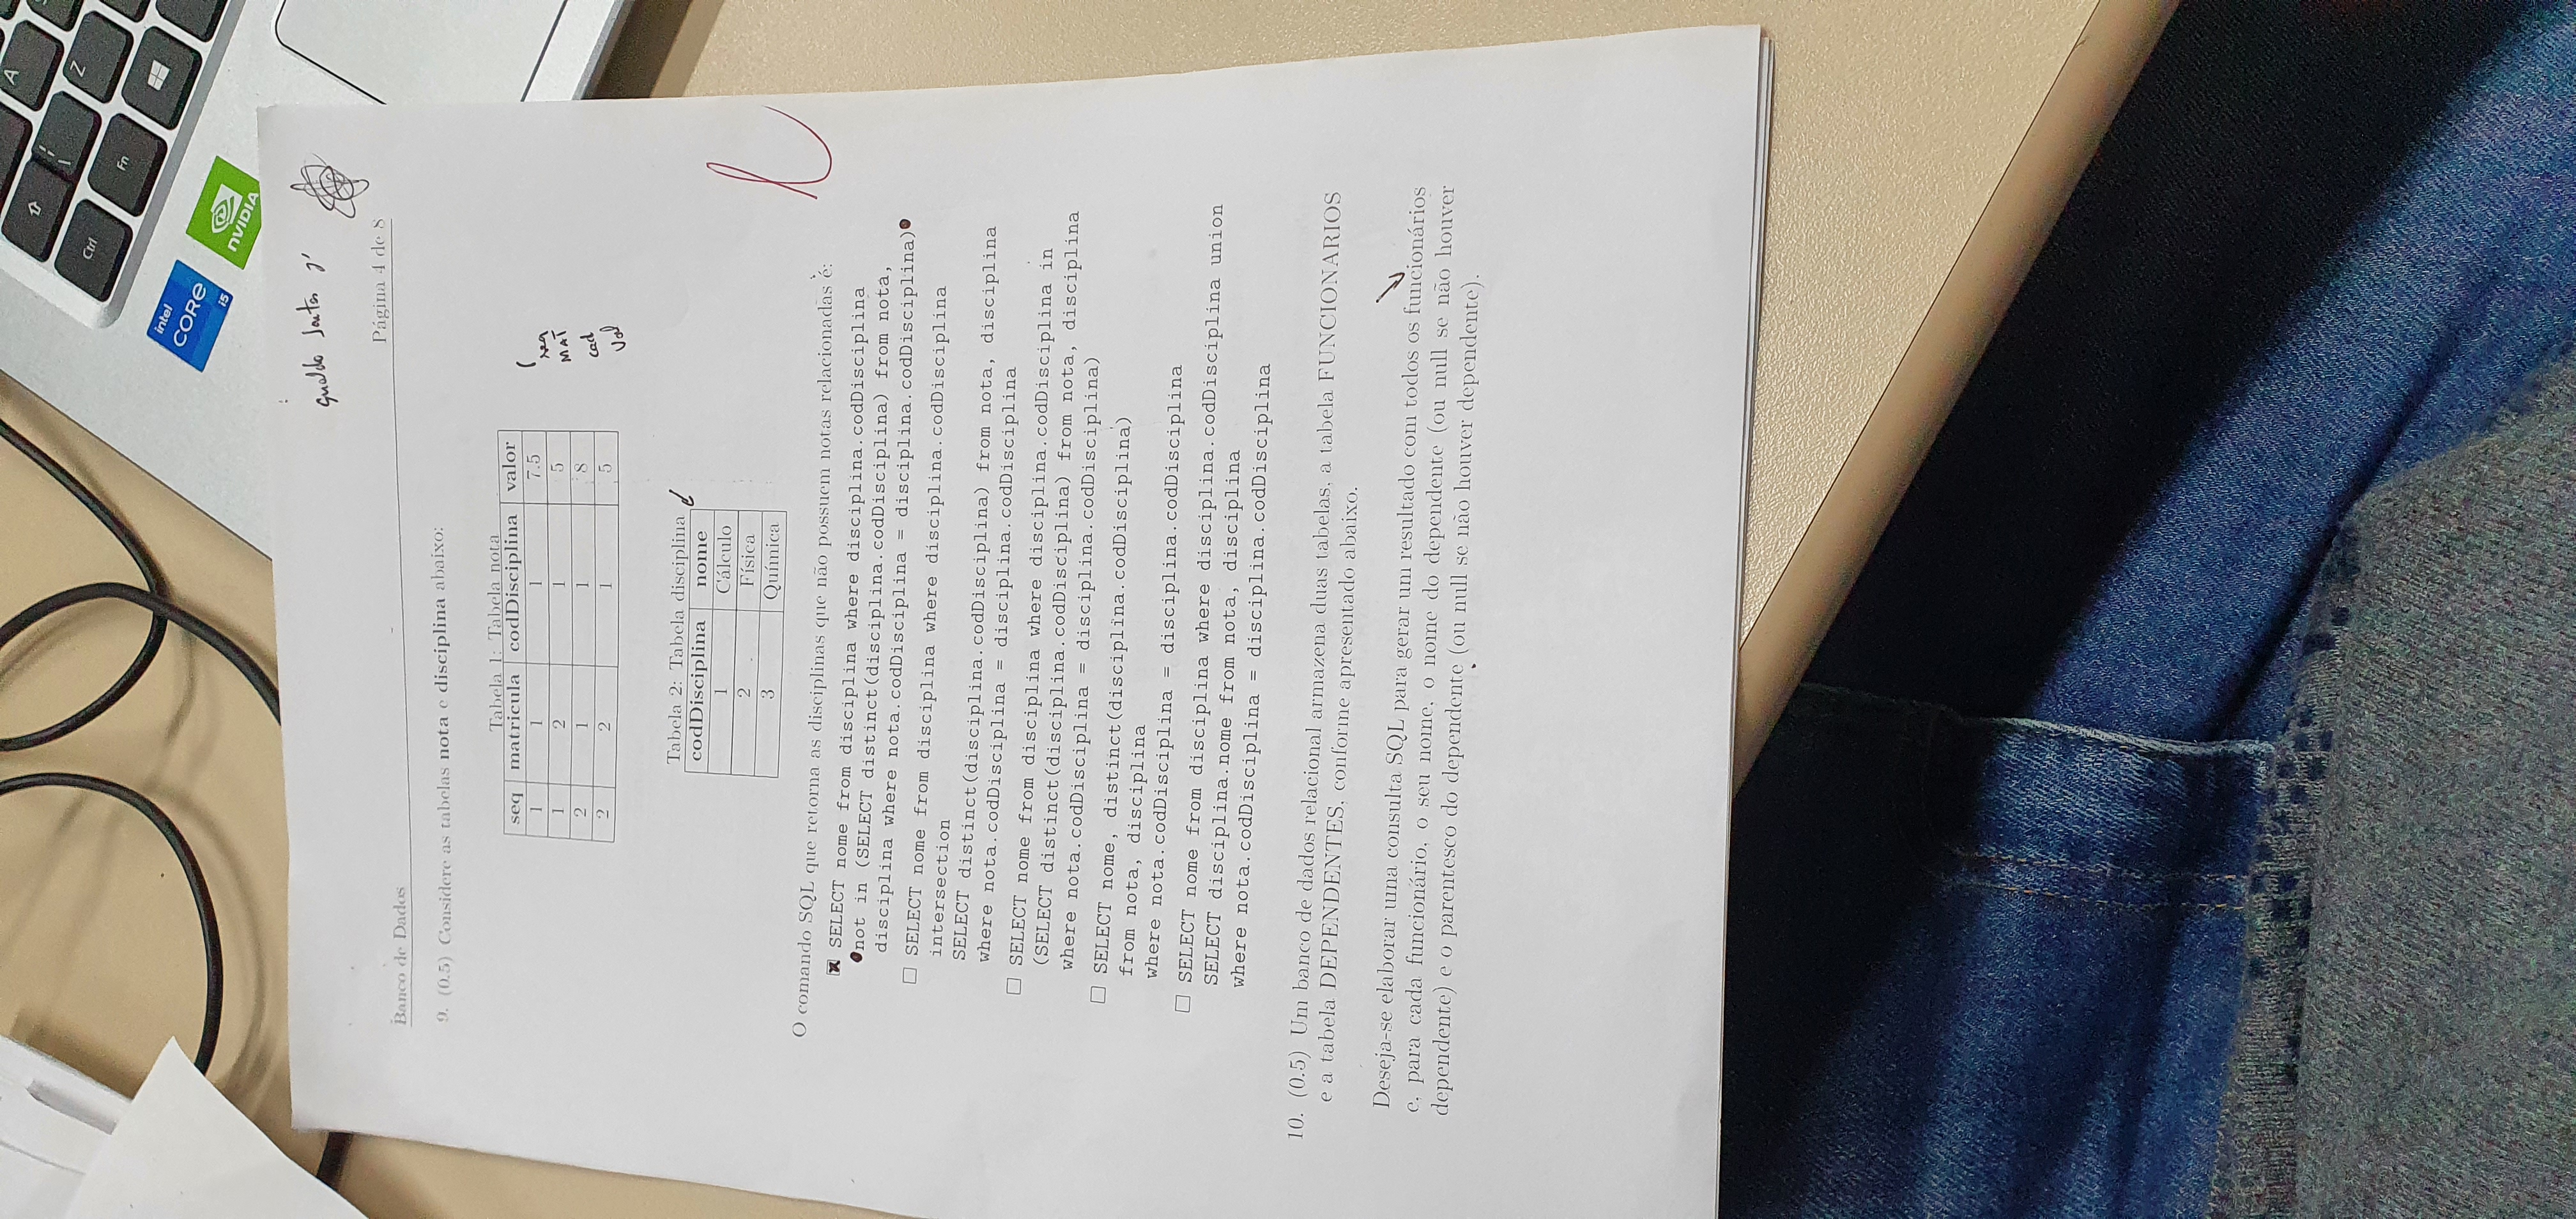 A
Z
Ctrl
Fn
intel
CORe
i5
nVIDIA
Santos
Página 4 de 8
Banco de Dados
9. (0.5) Considere as tabelas nota e disciplina abaixo:
Tabela 1: Tabela nota
seq matricula codDisciplina valor
1 1 1 7.5
1 2 1 5
2 1 1 8
2 2 1 5
seq
MAT
cod
Val
Tabela 2: Tabela disciplina
codDisciplina nome
1 Cálculo
2 Física
3 Química
O comando SQL que retorna as disciplinas que não possuem notas relacionadas é:
SELECT nome from disciplina where disciplina.codDisciplina
not in (SELECT distinct(disciplina.codDisciplina) from nota,
disciplina where nota.codDisciplina = disciplina.codDisciplina)
SELECT nome from disciplina where disciplina.codDisciplina
intersection
SELECT distinct(disciplina.codDisciplina) from nota, disciplina
where nota.codDisciplina = disciplina.codDisciplina
SELECT nome from disciplina where disciplina.codDisciplina in
(SELECT distinct(disciplina.codDisciplina) from nota, disciplina
where nota.codDisciplina = disciplina.codDisciplina)
SELECT nome, distinct(disciplina.codDisciplina)
from nota, disciplina
where nota.codDisciplina = disciplina.codDisciplina
SELECT nome from disciplina where disciplina.codDisciplina union
SELECT disciplina.nome from nota, disciplina
where nota.codDisciplina = disciplina.codDisciplina
10. (0.5) Um banco de dados relacional armazena duas tabelas, a tabela FUNCIONARIOS
e a tabela DEPENDENTES, conforme apresentado abaixo.
Deseja-se elaborar uma consulta SQL para gerar um resultado com todos os funcionários
e, para cada funcionário, o seu nome, o nome do dependente (ou null se não houver
dependente) e o parentesco do dependente (ou null se não houver dependente).